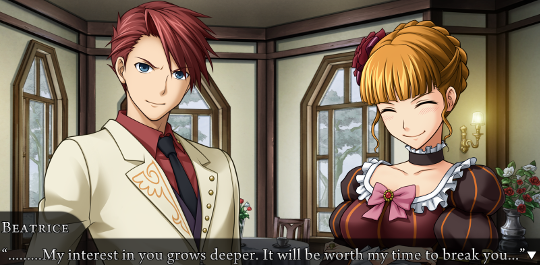 Beatrice
“.........My interest in you grows deeper. It will be worth my time to break you...”▼